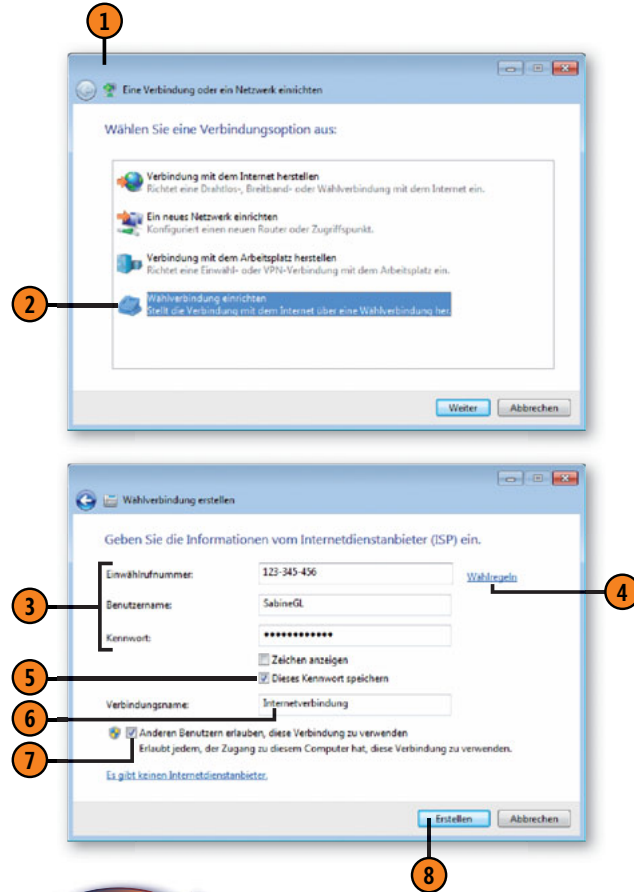 1
Eine Verbindung oder ein Netzwerk einrichten
Wählen Sie eine Verbindungsoption aus:
Verbindung mit dem Internet herstellen
Richtet eine Drahtlos-, Breitband- oder Wählverbindung mit dem Internet ein.
Ein neues Netzwerk einrichten
Konfiguriert einen neuen Router oder Zugriffspunkt.
Verbindung mit dem Arbeitsplatz herstellen
Richtet eine Einwähl- oder VPN-Verbindung mit dem Arbeitsplatz ein.
2
Wählverbindung einrichten
Stellt die Verbindung mit dem Internet über eine Wählverbindung her.
Weiter Abbrechen
Wählverbindung erstellen
Geben Sie die Informationen vom Internetdienstanbieter (ISP) ein.
Einwählrufnummer: 123-345-456 Wählregeln
4
3
Benutzername: SabineGL
Kennwort: ••••••••••••
Zeichen anzeigen
5
Dieses Kennwort speichern
6
Verbindungsname: Internetverbindung
7
Anderen Benutzern erlauben, diese Verbindung zu verwenden
Erlaubt jedem, der Zugang zu diesem Computer hat, diese Verbindung zu verwenden.
Es gibt keinen Internetdienstanbieter.
Erstellen Abbrechen
8